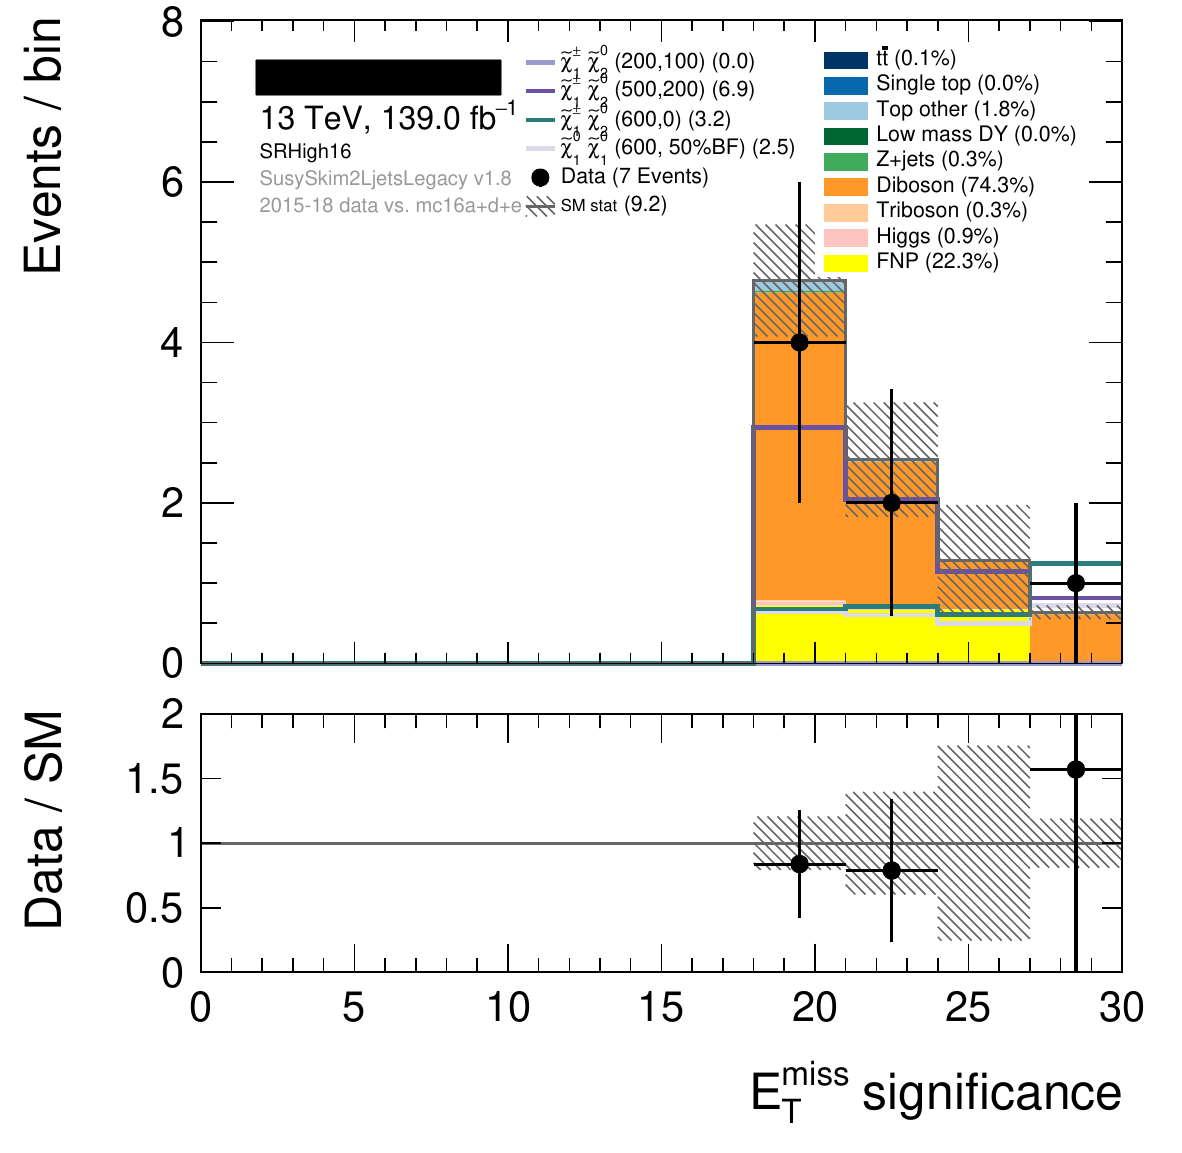 Events / bin
8
6
4
2
0
13 TeV, 139.0 fb⁻¹
SRHigh16
SusySkim2LjetsLegacy v1.8
2015-18 data vs. mc16a+d+e
χ̃₁± χ̃₂⁰ (200,100) (0.0)
χ̃₁± χ̃₂⁰ (500,200) (6.9)
χ̃₁± χ̃₂⁰ (600,0) (3.2)
χ̃₁⁰ χ̃₁⁰ (600, 50%BF) (2.5)
Data (7 Events)
SM stat (9.2)
tt̄ (0.1%)
Single top (0.0%)
Top other (1.8%)
Low mass DY (0.0%)
Z+jets (0.3%)
Diboson (74.3%)
Triboson (0.3%)
Higgs (0.9%)
FNP (22.3%)
Data / SM
2
1.5
1
0.5
0
0 5 10 15 20 25 30
E_T^miss significance